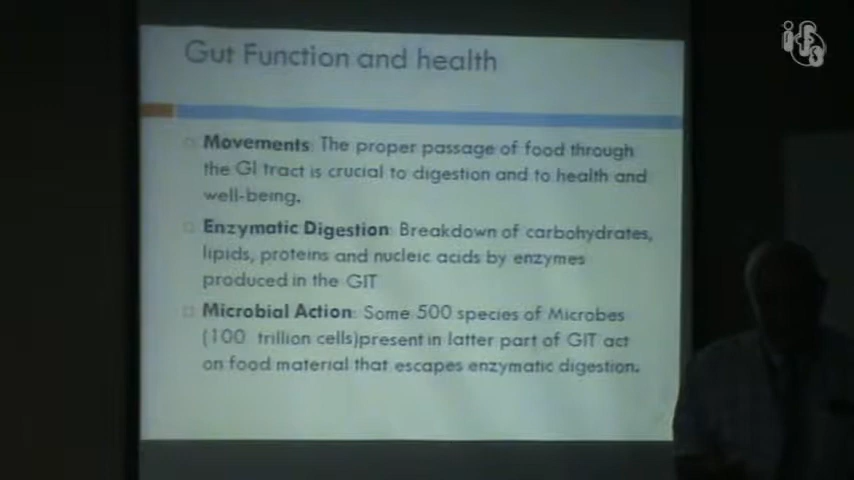 Gut Function and health
Movements: The proper passage of food through
the GI tract is crucial to digestion and to health and
well-being.
Enzymatic Digestion: Breakdown of carbohydrates,
lipids, proteins and nucleic acids by enzymes
produced in the GIT
Microbial Action: Some 500 species of Microbes
(100 trillion cells)present in latter part of GIT act
on food material that escapes enzymatic digestion.